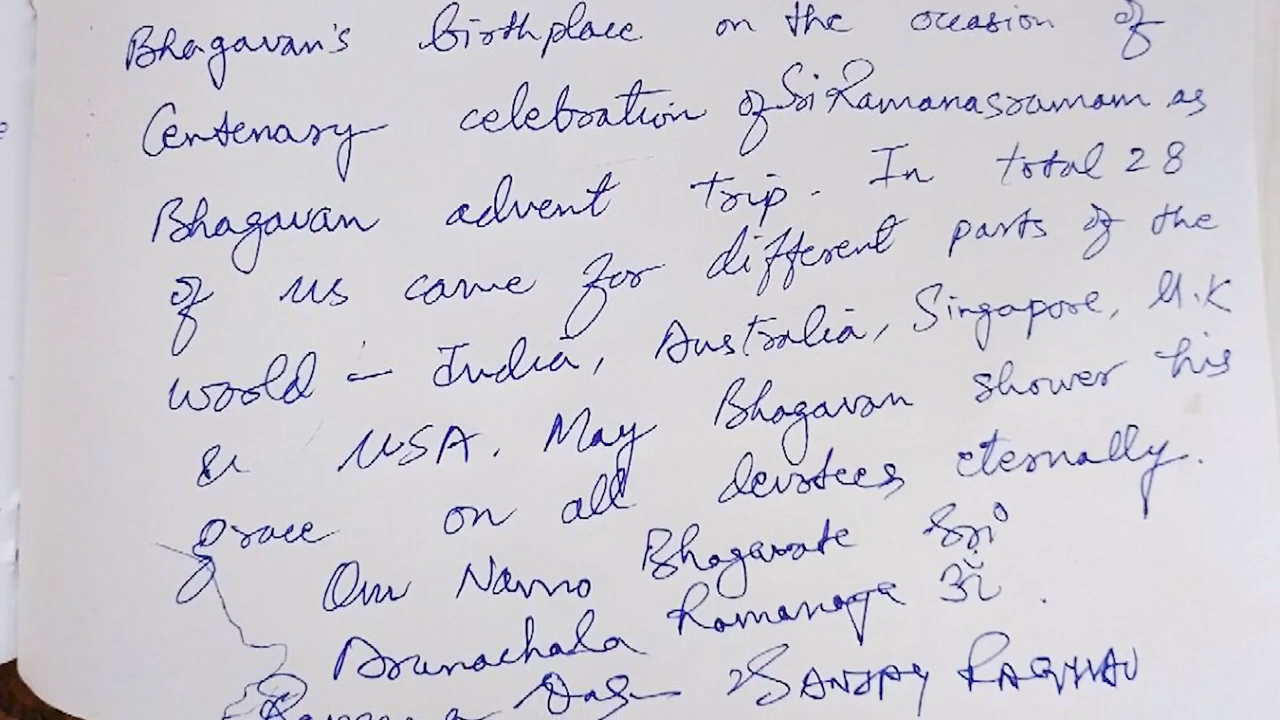 Bhagavan's birthplace on the occasion of
Centenary celebration of Sri Ramanasramam as
Bhagavan advent trip. In total 28
of us came for different parts of the
world - India, Australia, Singapore, U.K
& USA. May Bhagavan shower his
grace on all devotees eternally.
Om Namo Bhagavate Sri
Arunachala Ramanaya ॐ.
Das SANJAY RAGHAV